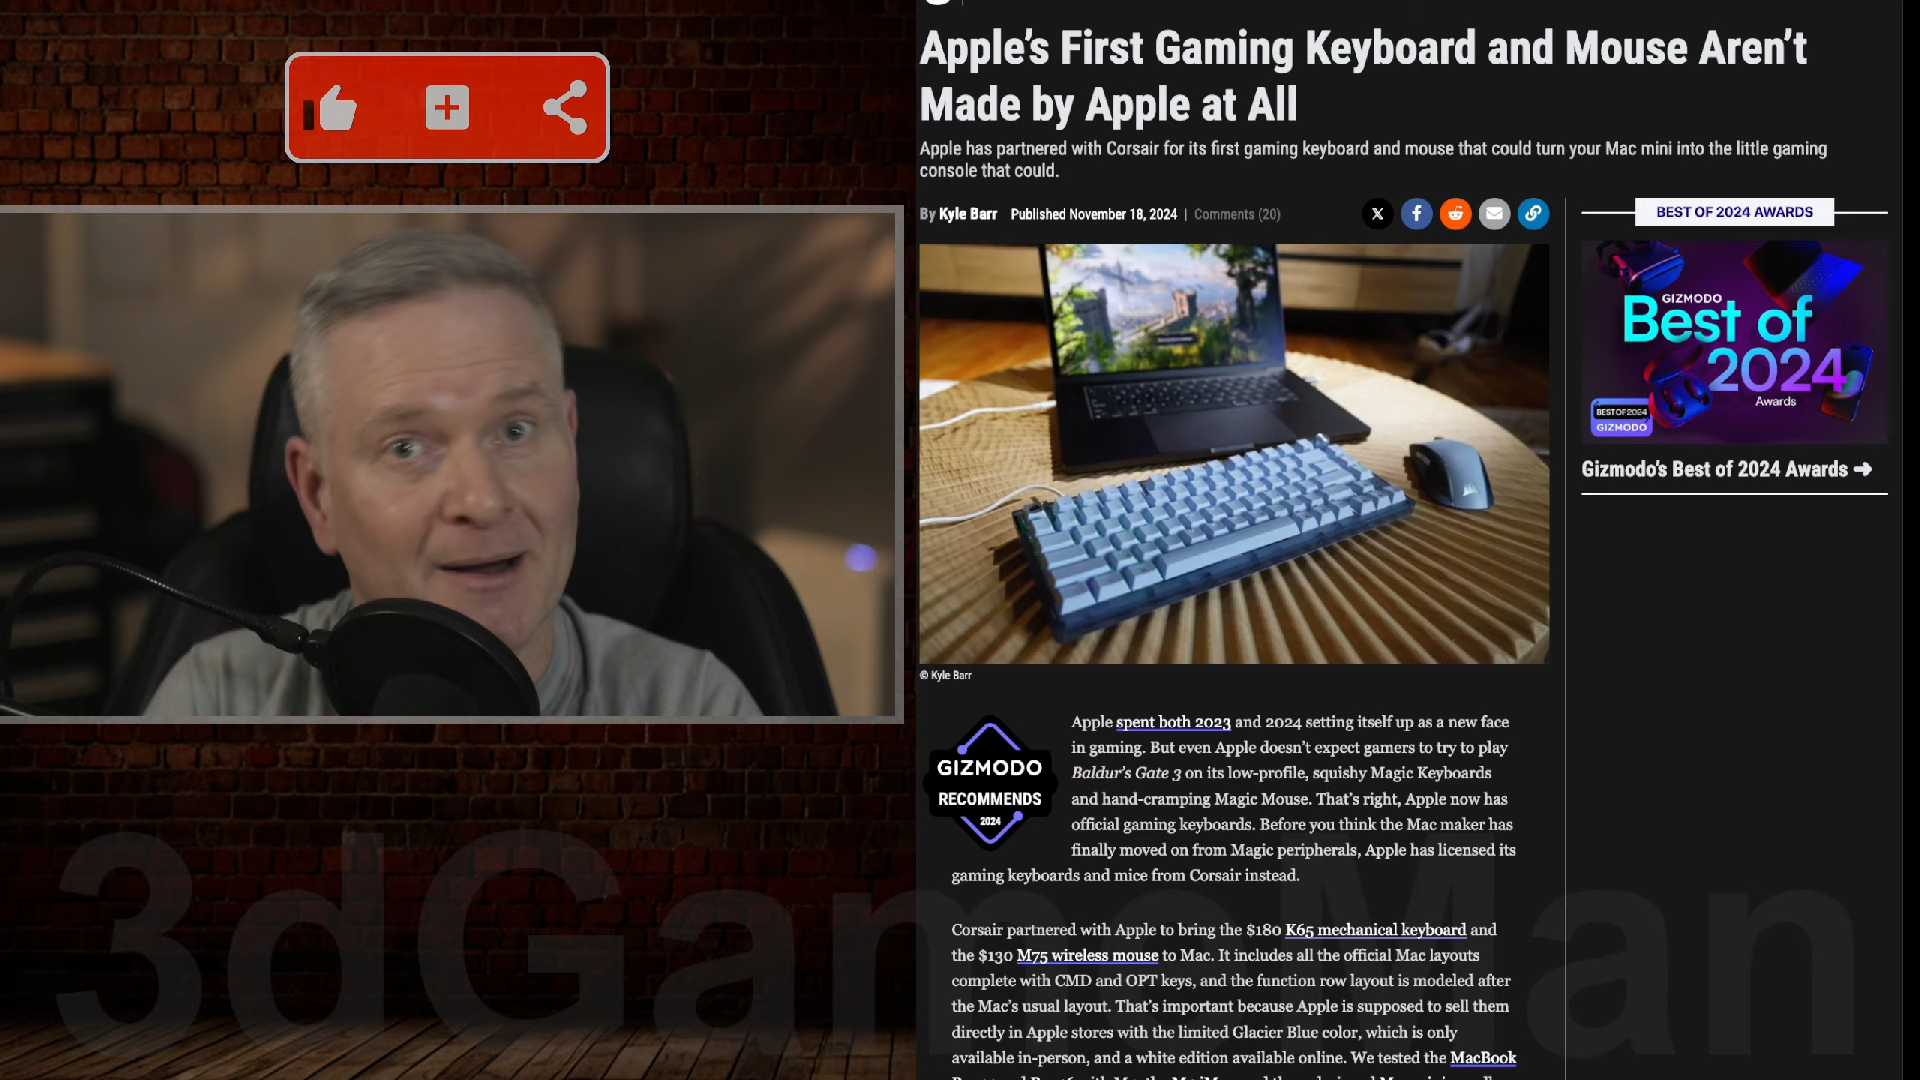 Apple's First Gaming Keyboard and Mouse Aren't
Made by Apple at All
Apple has partnered with Corsair for its first gaming keyboard and mouse that could turn your Mac mini into the little gaming
console that could.
By Kyle Barr Published November 18, 2024 | Comments (20)
BEST OF 2024 AWARDS
GIZMODO
Best of
2024
Awards
BEST OF 2024
GIZMODO
Gizmodo's Best of 2024 Awards
© Kyle Barr
GIZMODO
RECOMMENDS
2024
Apple spent both 2023 and 2024 setting itself up as a new face
in gaming. But even Apple doesn't expect gamers to try to play
Baldur's Gate 3 on its low-profile, squishy Magic Keyboards
and hand-cramping Magic Mouse. That's right, Apple now has
official gaming keyboards. Before you think the Mac maker has
finally moved on from Magic peripherals, Apple has licensed its
gaming keyboards and mice from Corsair instead.
Corsair partnered with Apple to bring the $180 K65 mechanical keyboard and
the $130 M75 wireless mouse to Mac. It includes all the official Mac layouts
complete with CMD and OPT keys, and the function row layout is modeled after
the Mac's usual layout. That's important because Apple is supposed to sell them
directly in Apple stores with the limited Glacier Blue color, which is only
available in-person, and a white edition available online. We tested the MacBook
3dGameMan